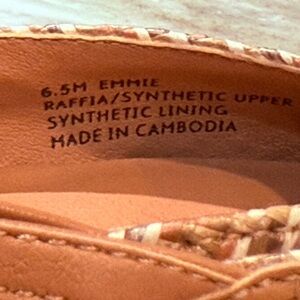 6.5M EMMIE
RAFFIA/SYNTHETIC UPPER
SYNTHETIC LINING
MADE IN CAMBODIA